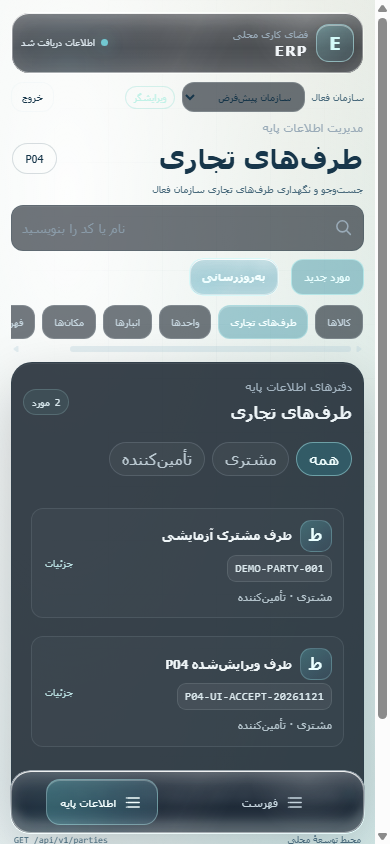 فضای کاری محلی
ERP
E
اطلاعات دریافت شد
سازمان فعال
سازمان پیش‌فرض
ویرایشگر
خروج
مدیریت اطلاعات پایه
طرف‌های تجاری
P04
جست‌وجو و نگهداری طرف‌های تجاری سازمان فعال
نام یا کد را بنویسید
مورد جدید
به‌روزرسانی
کالاها
طرف‌های تجاری
واحدها
انبارها
مکان‌ها
دفترهای اطلاعات پایه
طرف‌های تجاری
2 مورد
همه
مشتری
تأمین‌کننده
ط
طرف مشترک آزمایشی
DEMO-PARTY-001
مشتری · تأمین‌کننده
جزئیات
ط
طرف ویرایش‌شده P04
P04-UI-ACCEPT-20261121
مشتری · تأمین‌کننده
جزئیات
فهرست
اطلاعات پایه
محیط توسعهٔ محلی
GET /api/v1/parties